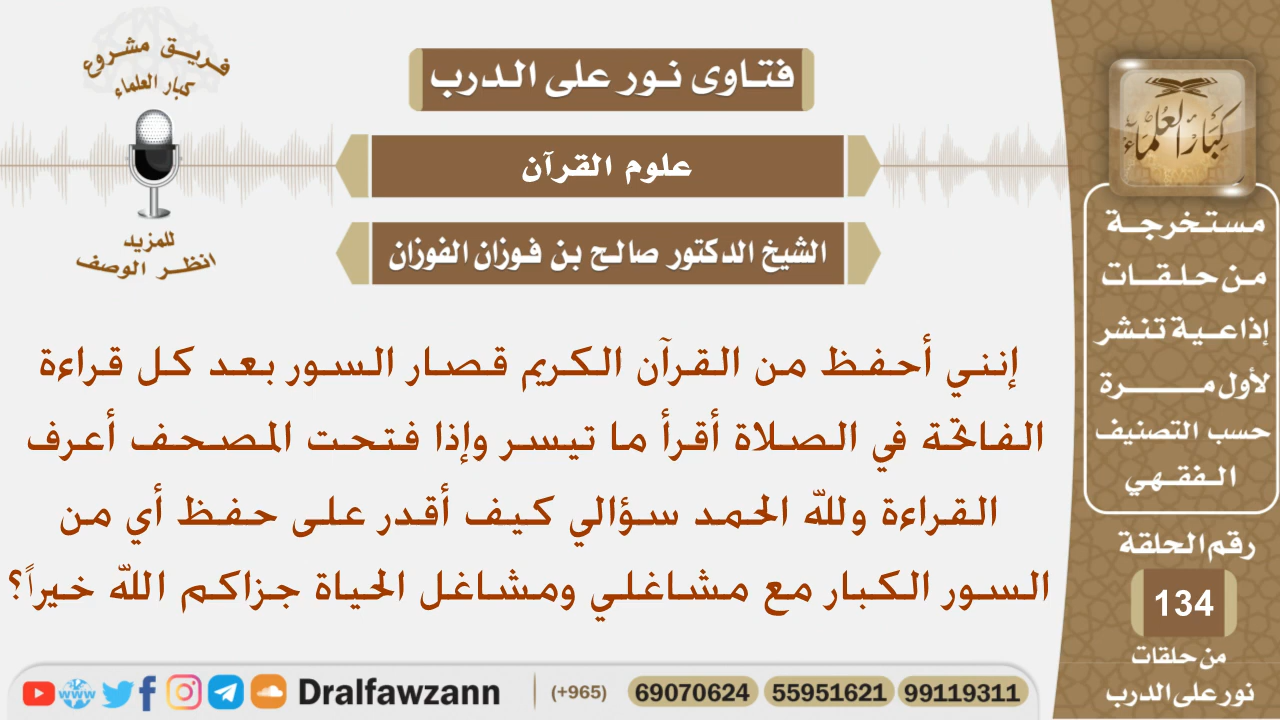 فريق مشروع
كبار العلماء
للمزيد
انظر الوصف
فتاوى نور على الدرب
علوم القرآن
الشيخ الدكتور صالح بن فوزان الفوزان
إنني أحفظ من القرآن الكريم قصار السور بعد كل قراءة
الفاتحة في الصلاة أقرأ ما تيسر وإذا فتحت المصحف أعرف
القراءة ولله الحمد سؤالي كيف أقدر على حفظ أي من
السور الكبار مع مشاغلي ومشاغل الحياة جزاكم الله خيراً؟
كبار العلماء
مستخرجة
من حلقات
إذاعية تنشر
لأول مرة
حسب التصنيف
الفقهي
رقم الحلقة
134
من حلقات
نور على الدرب
www
Dralfawzann
(+965)
69070624
55951621
99119311